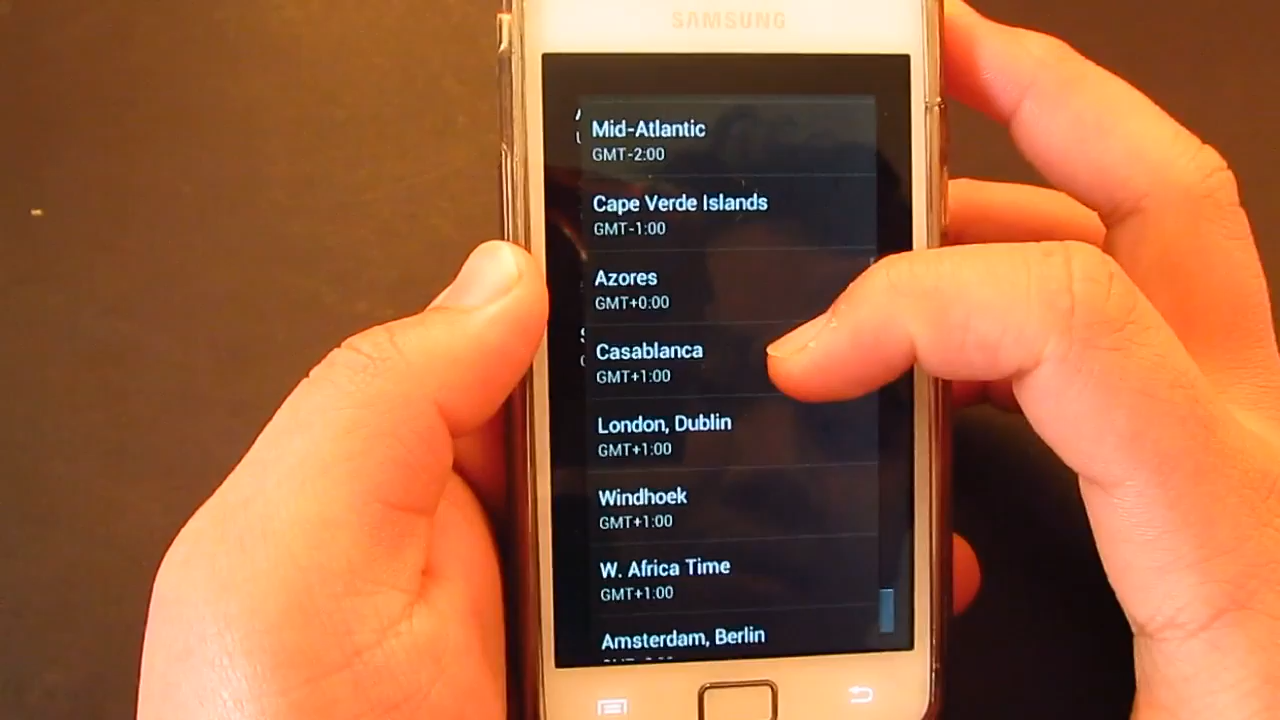 SAMSUNG
Mid-Atlantic
GMT-2:00
Cape Verde Islands
GMT-1:00
Azores
GMT+0:00
Casablanca
GMT+1:00
London, Dublin
GMT+1:00
Windhoek
GMT+1:00
W. Africa Time
GMT+1:00
Amsterdam, Berlin